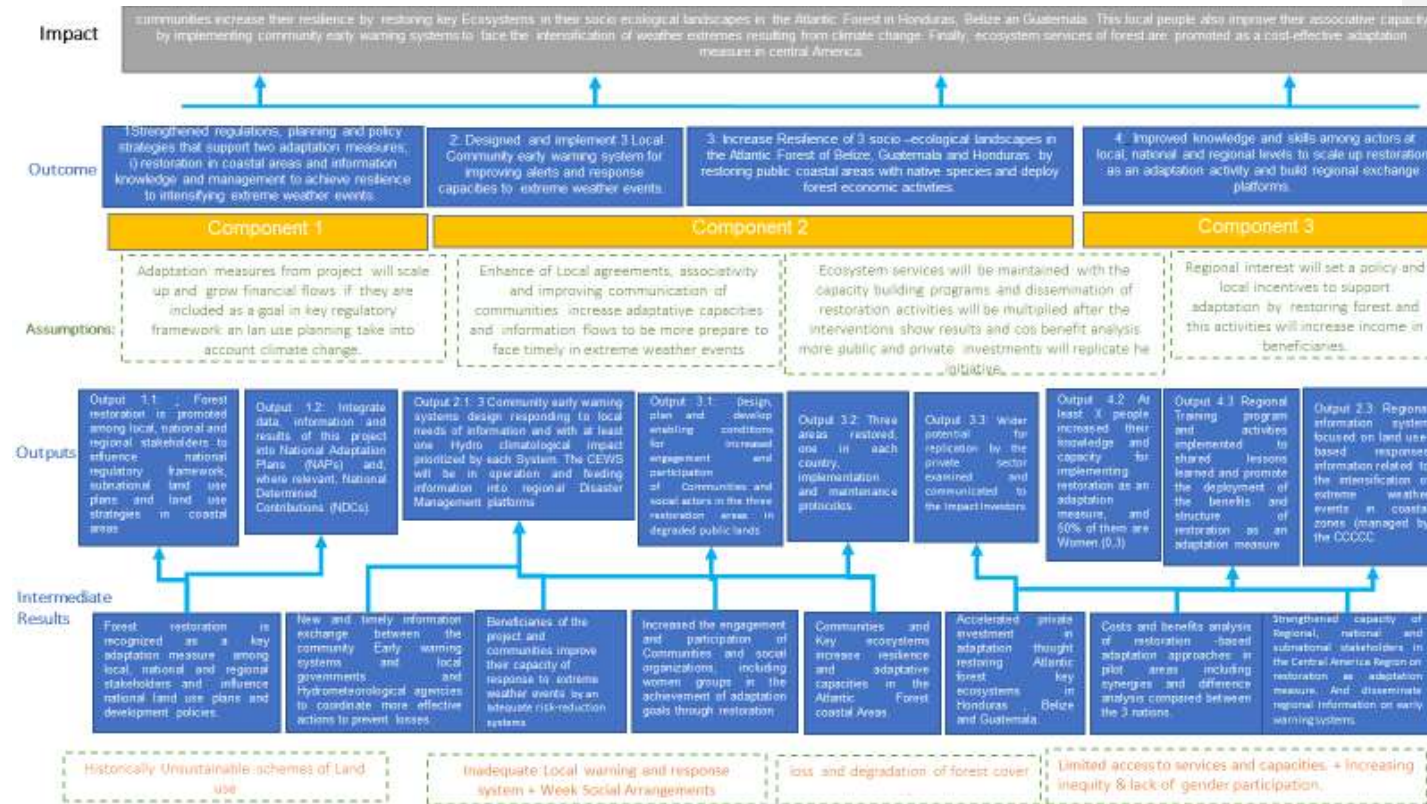 communities increase their resilience by restoring key Ecosystems in their socio ecological landscapes in the Atlantic Forest in Honduras, Belize an Guatemala. This local people also improve their associative capacity
Impact
by implementing community early warning systems to face the intensification of weather extremes resulting from climate change. Finally, ecosystem services of forest are promoted as a cost-effective adaptation
measure in central America.
Outcome
1Strengthened regulations, planning and policy
strategies that support two adaptation measures;
i) restoration in coastal areas and information
knowledge and management to achieve resilience
to intensifying extreme weather events.
2: Designed and implement 3 Local
Community early warning system for
improving alerts and response
capacities to extreme weather events.
3. Increase Resilience of 3 socio –ecological landscapes in
the Atlantic Forest of Belize, Guatemala and Honduras by
restoring public coastal areas with native species and deploy
forest economic activities.
4. Improved knowledge and skills among actors at
local, national and regional levels to scale up restoration
as an adaptation activity and build regional exchange
platforms.
Component 1
Component 2
Component 3
Assumptions:
Adaptation measures from project will scale
up and grow financial flows if they are
included as a goal in key regulatory
framework an lan use planning take into
account climate change.
Enhance of Local agreements, associativity
and improving communication of
communities increase adaptative capacities
and information flows to be more prepare to
face timely in extreme weather events
Ecosystem services will be maintained with the
capacity building programs and dissemination of
restoration activities will be multiplied after the
interventions show results and cos benefit analysis
more public and private investments will replicate he
initiative.
Regional interest will set a policy and
local incentives to support
adaptation by restoring forest and
this activities will increase income in
beneficiaries.
Outputs
Output 1.1: , Forest
restoration is promoted
among local, national and
regional stakeholders to
influence national
regulatory framework,
subnational land use
plans and land use
strategies in coastal
areas
Output 1.2: Integrate
data, information and
results of this project
into National Adaptation
Plans (NAPs) and,
where relevant, National
Determined
Contributions (NDCs).
Output 2.1: 3 Community early warning
systems design responding to local
needs of information and with at least
one Hydro climatological impact
prioritized by each System. The CEWS
will be in operation and feeding
information into regional Disaster
Management platforms
Output 3.1: Design,
plan and develop
enabling conditions
for increased
engagement and
participation
of Communities and
social actors in the three
restoration areas in
degraded public lands
Output 3.2: Three
areas restored,
one in each
country,
implementation
and maintenance
protocolos.
Output 3.3: Wider
potential for
replication by the
private sector
examined and
communicated to
the Impact Investors
Output 4.2: At
least X people
increased their
knowledge and
capacity for
implementing
restoration as an
adaptation
measure, and
50% of them are
Women (0,3)
Output 4.3 Regional
Training program
and activities
implemented to
shared lessons
learned and promote
the deployment of
the benefits and
structure of
restoration as an
adaptation measure
Output 2.3: Regional
information system
focused on land use
based responses
information related to
the intensification of
extreme weather
events in coastal
zones (managed by
the CCCCC
Intermediate
Results
Forest restoration is
recognized as a key
adaptation measure among
local, national and regional
stakeholders and influence
national land use plans and
development policies.
New and timely information
exchange between the
community Early warning
systems and local
governments and
Hydrometeorological agencies
to coordinate more effective
actions to prevent losses.
Beneficiaries of the
project and
communities improve
their capacity of
response to extreme
weather events by an
adequate risk-reduction
systems
Increased the engagement
and participation of
Communities and social
organizations, including
women groups in the
achievement of adaptation
goals through restoration
Communities and
Key ecosystems
increase resilience
and adaptative
capacities in the
Atlantic Forest
coastal Areas.
Accelerated private
investment in
adaptation thought
restoring Atlantic
forest key
ecosystems in
Honduras , Belize
and Guatemala.
Costs and benefits analysis
of restoration -based
adaptation approaches in
pilot areas including
synergies and difference
analysis compared between
the 3 nations.
Strengthened capacity of
Regional, national and
subnational stakeholders in
the Central America Region on
restoration as adaptation
measure. And disseminate
regional information on early
warning systems.
Historically Unsustainable schemes of Land
use
Inadequate Local warning and response
system + Week Social Arrangements
loss and degradation of forest cover
Limited access to services and capacities. + Increasing
inequity & lack of gender participation.